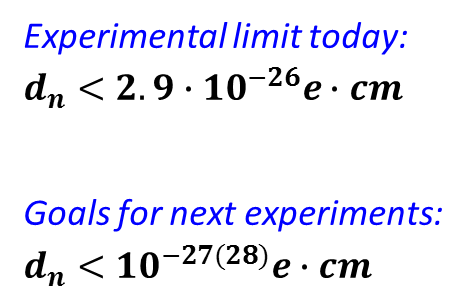 Experimental limit today:
dₙ < 2.9 · 10⁻²⁶ e · cm
Goals for next experiments:
dₙ < 10⁻²⁷⁽²⁸⁾ e · cm